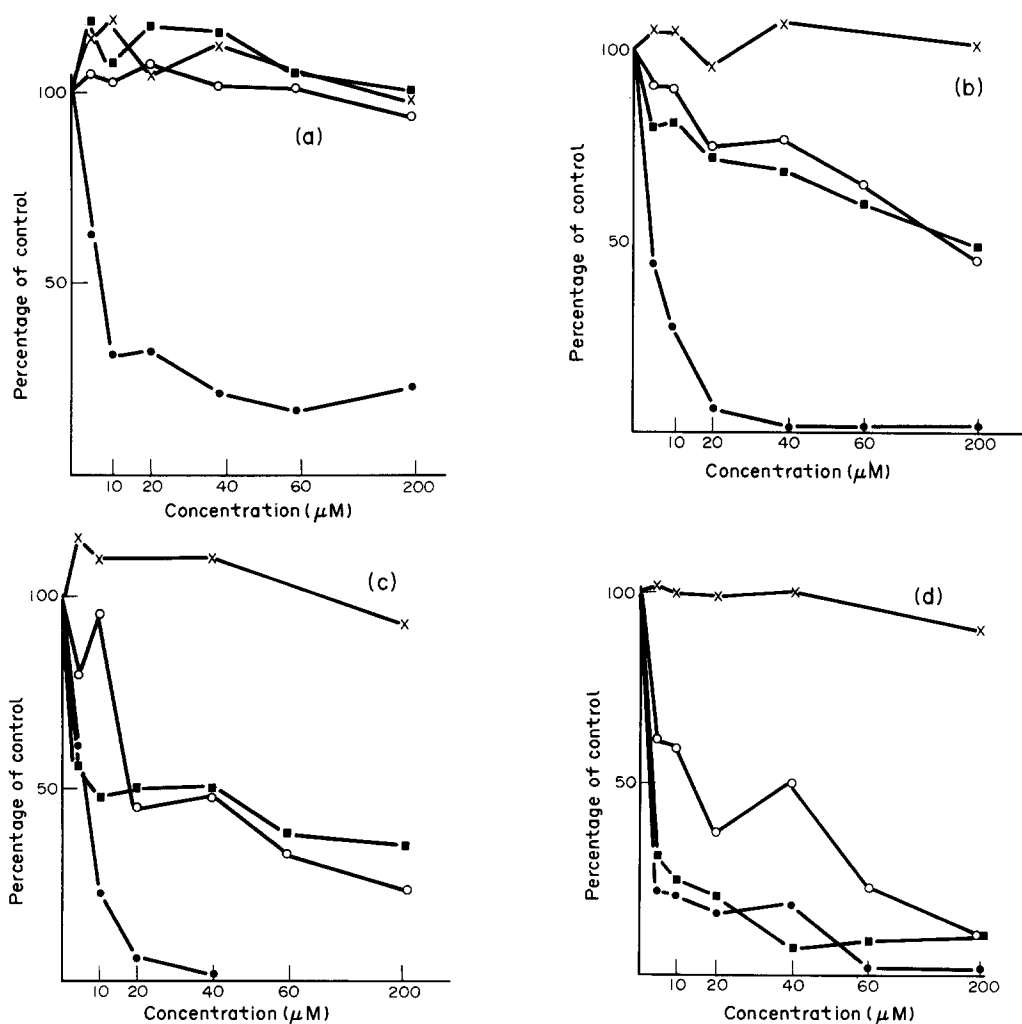 100
(a)
Percentage of control
50
10 20 40 60 200
Concentration (μM)
100
(b)
Percentage of control
50
10 20 40 60 200
Concentration (μM)
100
(c)
Percentage of control
50
10 20 40 60 200
Concentration (μM)
100
(d)
Percentage of control
50
10 20 40 60 200
Concentration (μM)